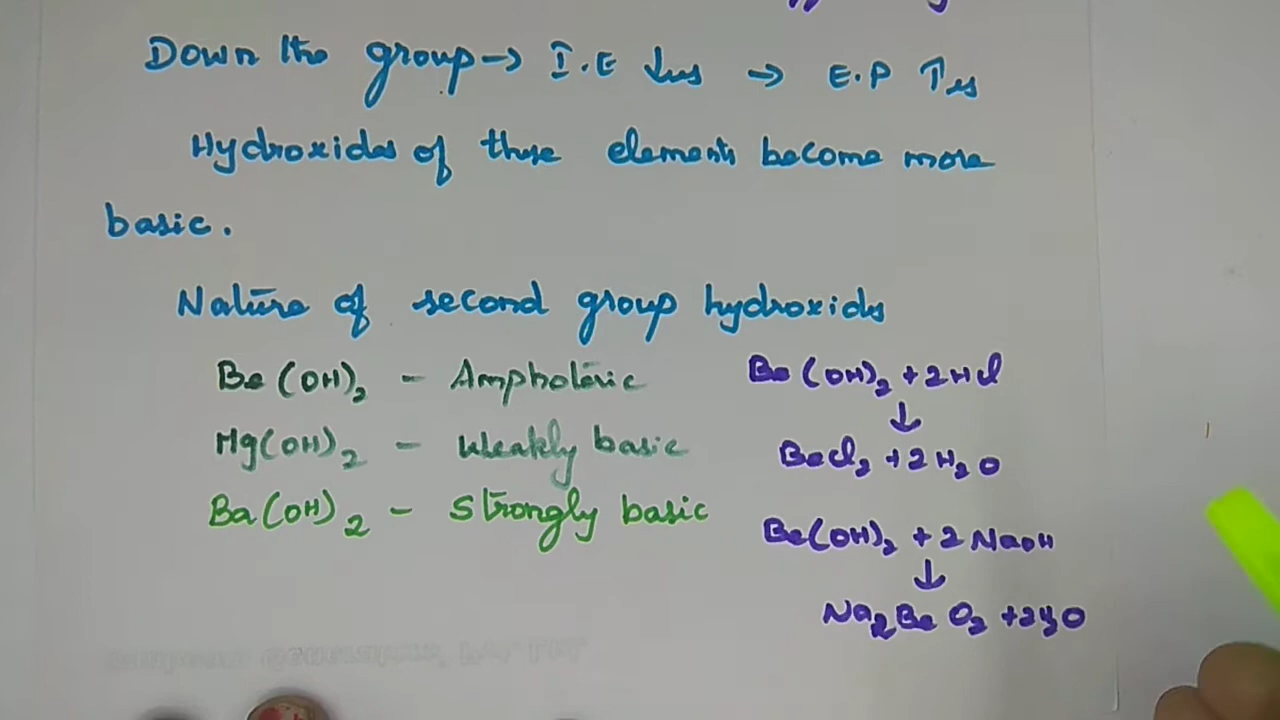 Down the group → I.E ↓ses → E.P ↑ses
Hydroxides of these elements become more
basic.
Nature of second group hydroxides
Be(OH)₂ - Amphoteric
Mg(OH)₂ - Weakly basic
Ba(OH)₂ - Strongly basic
Be(OH)₂ + 2HCl
↓
BeCl₂ + 2H₂O
Be(OH)₂ + 2NaOH
↓
Na₂BeO₂ + 2H₂O